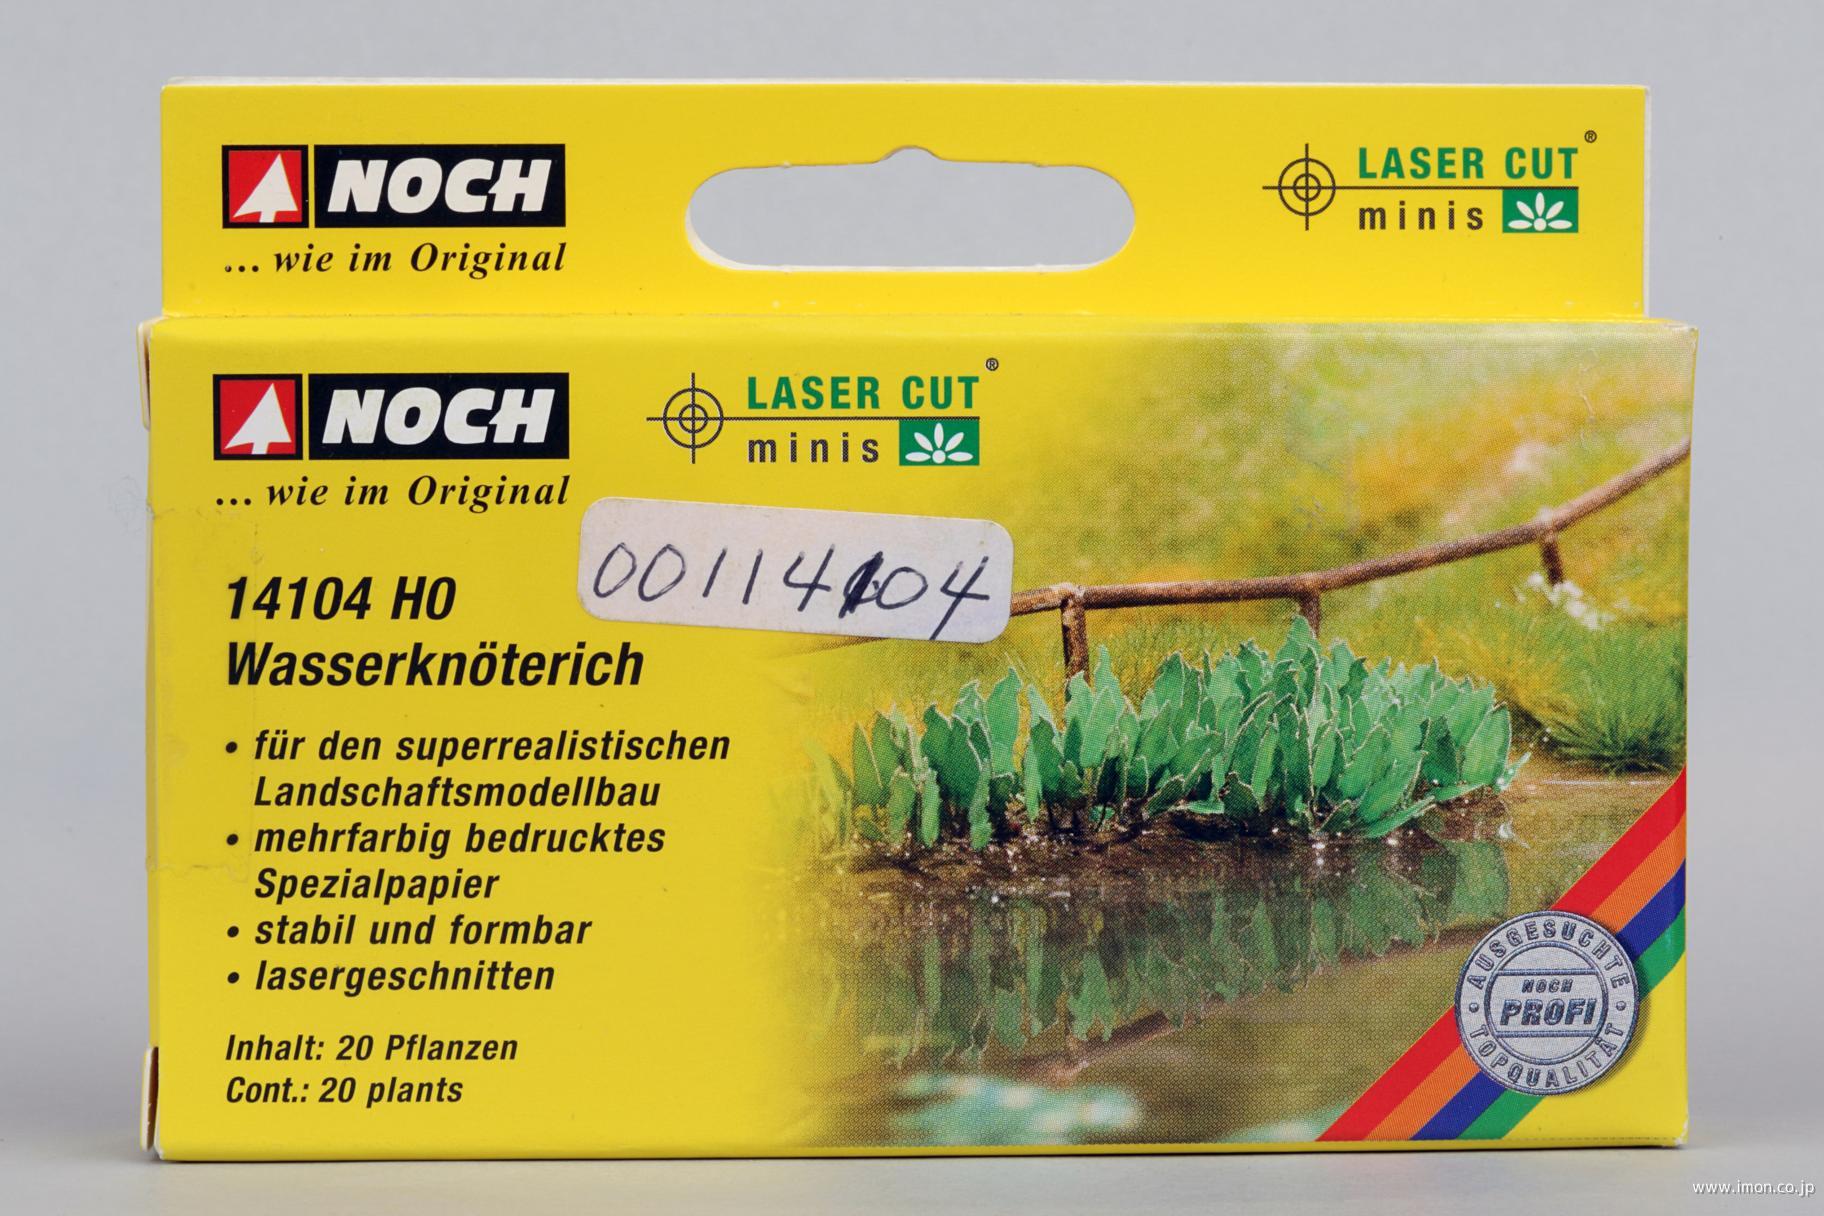 NOCH
... wie im Original
LASER CUT®
minis
NOCH
... wie im Original
LASER CUT®
minis
00114104
14104 H0
Wasserknöterich
• für den superrealistischen
Landschaftsmodellbau
• mehrfarbig bedrucktes
Spezialpapier
• stabil und formbar
• lasergeschnitten
Inhalt: 20 Pflanzen
Cont.: 20 plants
AUSGESUCHTE
NOCH
PROFI
TOPQUALITÄT
www.imon.co.jp